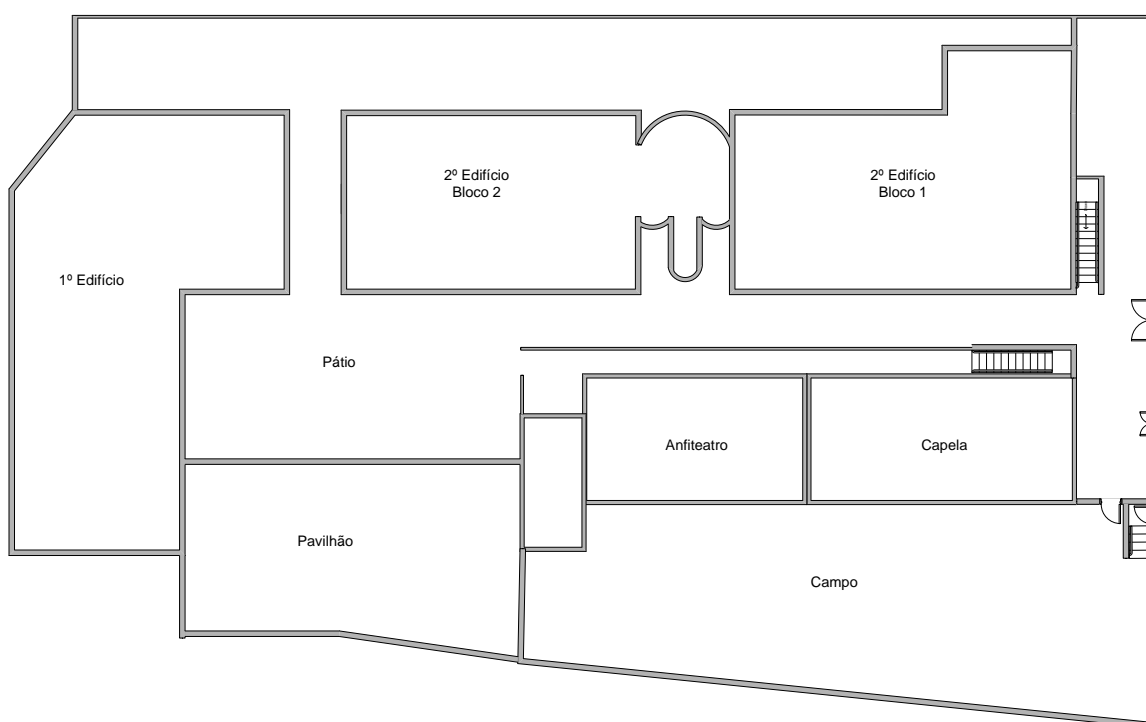 2º Edifício
Bloco 2
2º Edifício
Bloco 1
1º Edifício
Pátio
Anfiteatro
Capela
Pavilhão
Campo